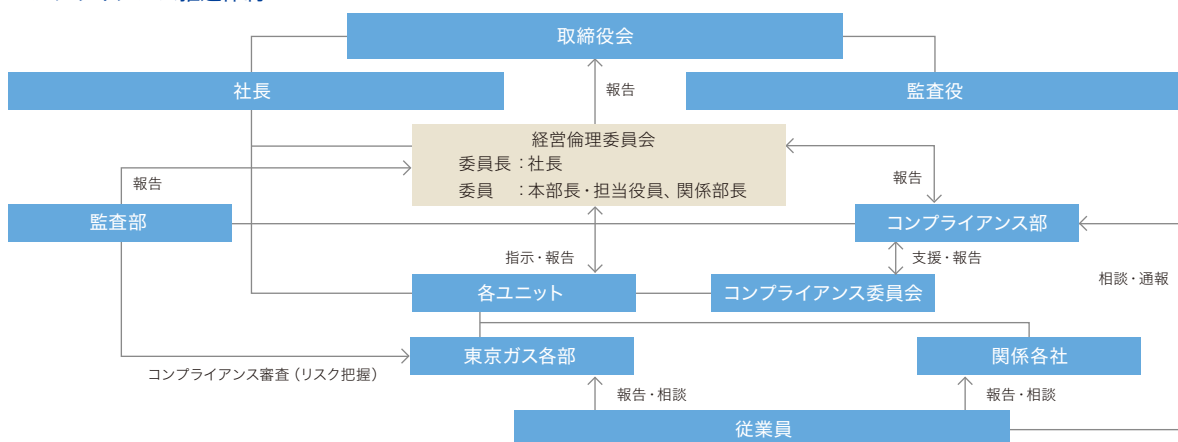 取締役会
社長
報告
監査役
経営倫理委員会
委員長：社長
委員　：本部長・担当役員、関係部長
報告
報告
監査部
コンプライアンス部
指示・報告
支援・報告
相談・通報
各ユニット
コンプライアンス委員会
東京ガス各部
関係各社
コンプライアンス審査（リスク把握）
報告・相談
報告・相談
従業員